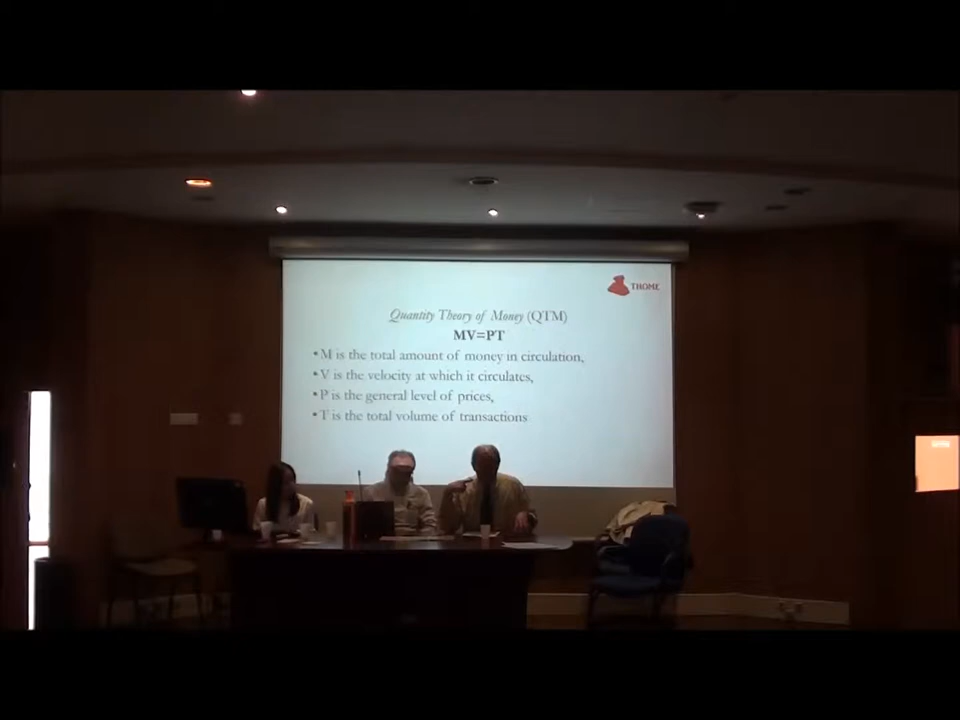 THOME
Quantity Theory of Money (QTM)
MV=PT
• M is the total amount of money in circulation,
• V is the velocity at which it circulates,
• P is the general level of prices,
• T is the total volume of transactions